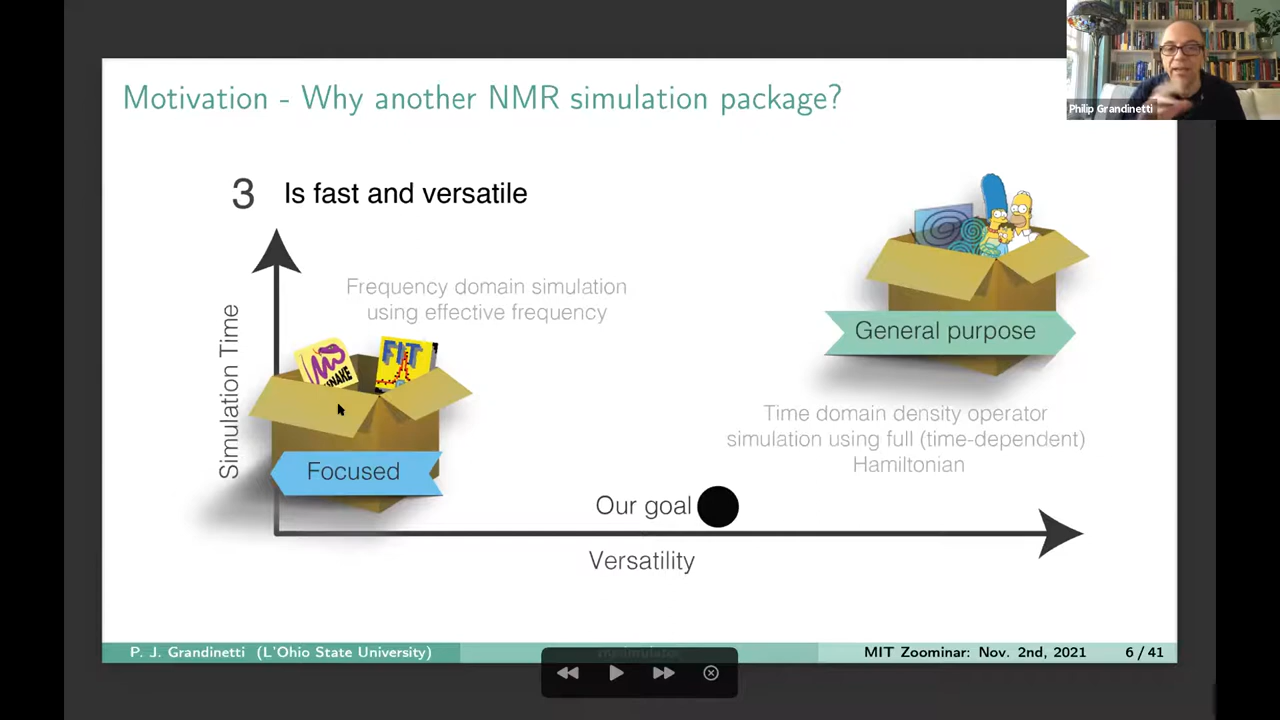 Motivation - Why another NMR simulation package?
Philip Grandinetti
3 Is fast and versatile
Frequency domain simulation
using effective frequency
Simulation Time
FIT
Focused
General purpose
Time domain density operator
simulation using full (time-dependent)
Hamiltonian
Our goal
Versatility
P. J. Grandinetti (L'Ohio State University)
MIT Zoominar: Nov. 2nd, 2021
6 / 41